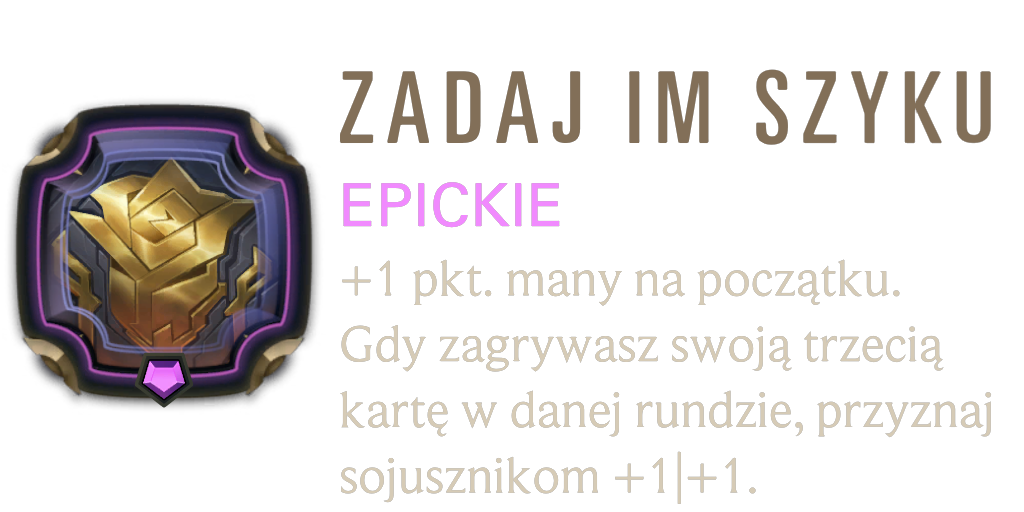 ZADAJ IM SZYKU
EPICKIE
+1 pkt. many na początku.
Gdy zagrywasz swoją trzecią
kartę w danej rundzie, przyznaj
sojusznikom +1|+1.